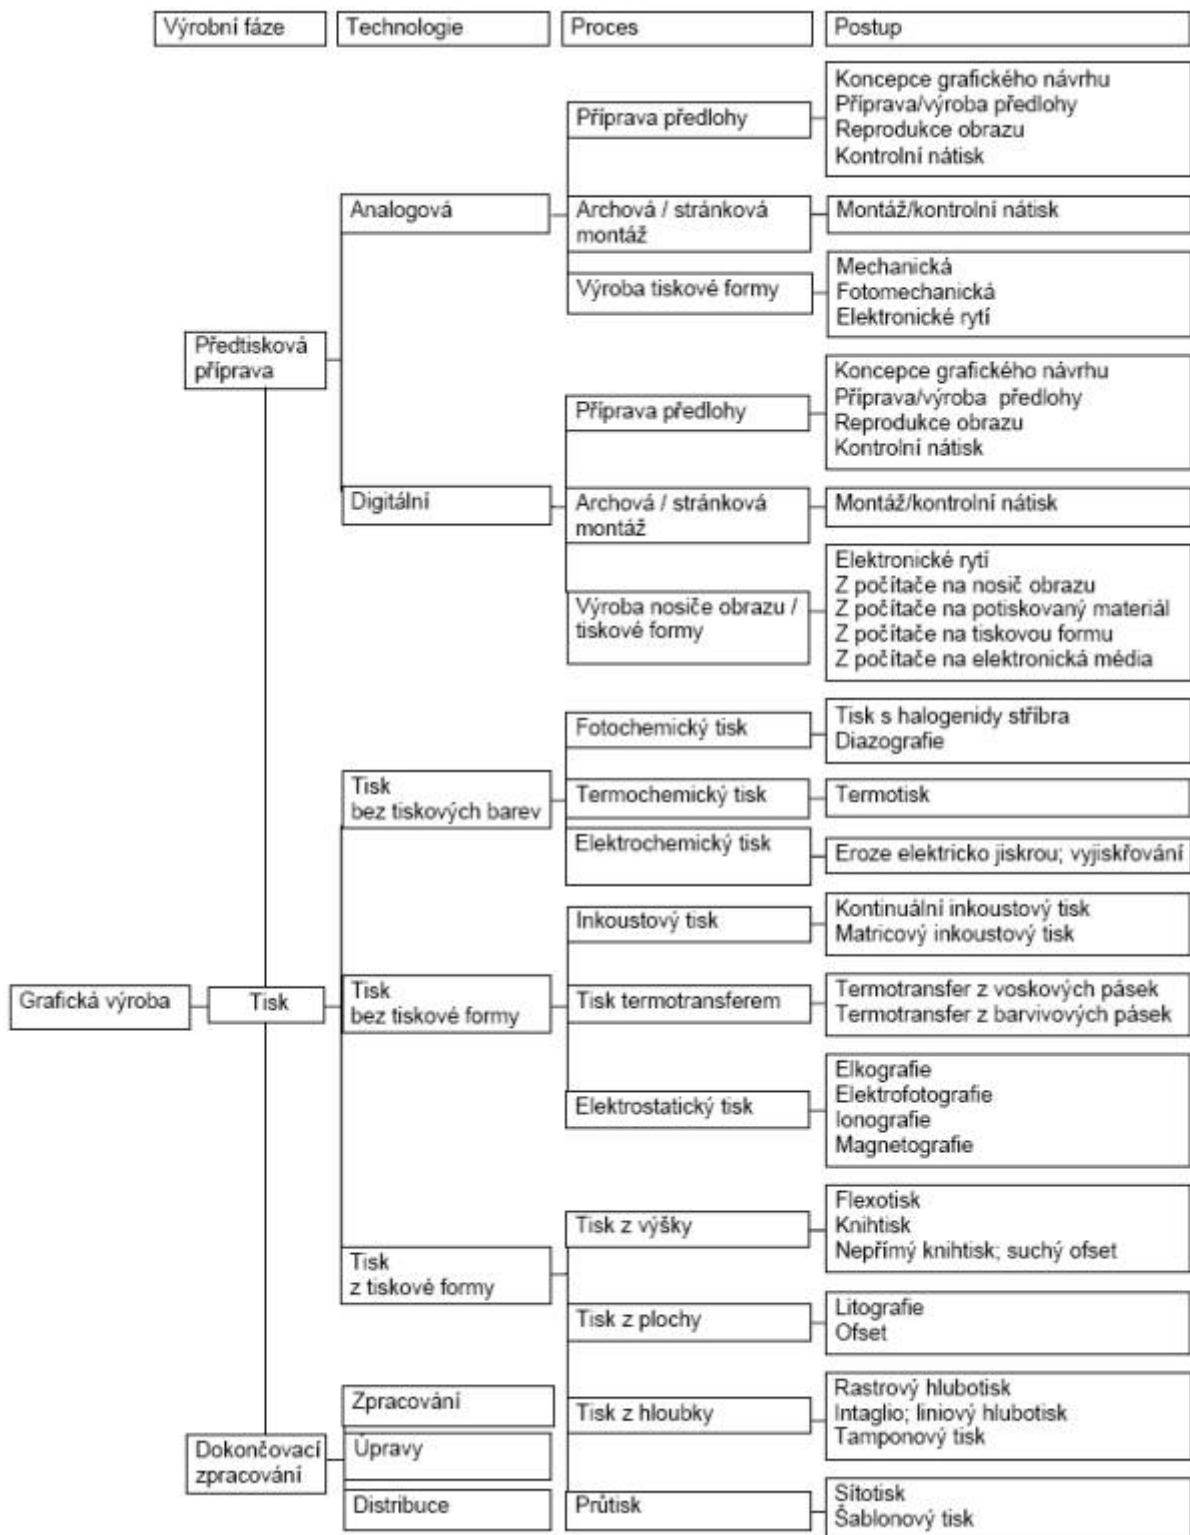 Výrobní fáze
Technologie
Proces
Postup
Příprava předlohy
Koncepce grafického návrhu
Příprava/výroba předlohy
Reprodukce obrazu
Kontrolní nátisk
Analogová
Archová / stránková
montáž
Montáž/kontrolní nátisk
Výroba tiskové formy
Mechanická
Fotomechanická
Elektronické rytí
Předtisková
příprava
Příprava předlohy
Koncepce grafického návrhu
Příprava/výroba předlohy
Reprodukce obrazu
Kontrolní nátisk
Digitální
Archová / stránková
montáž
Montáž/kontrolní nátisk
Výroba nosiče obrazu /
tiskové formy
Elektronické rytí
Z počítače na nosič obrazu
Z počítače na potiskovaný materiál
Z počítače na tiskovou formu
Z počítače na elektronická média
Fotochemický tisk
Tisk s halogenidy stříbra
Diazografie
Tisk
bez tiskových barev
Termochemický tisk
Termotisk
Elektrochemický tisk
Eroze elektricko jiskrou; vyjiskřování
Inkoustový tisk
Kontinuální inkoustový tisk
Matricový inkoustový tisk
Grafická výroba
Tisk
Tisk
bez tiskové formy
Tisk termotransferem
Termotransfer z voskových pásek
Termotransfer z barvivových pásek
Elektrostatický tisk
Elkografie
Elektrofotografie
Ionografie
Magnetografie
Tisk z výšky
Flexotisk
Knihtisk
Nepřímý knihtisk; suchý ofset
Tisk
z tiskové formy
Tisk z plochy
Litografie
Ofset
Zpracování
Tisk z hloubky
Rastrový hlubotisk
Intaglio; liniový hlubotisk
Tamponový tisk
Dokončovací
zpracování
Úpravy
Distribuce
Průtisk
Sítotisk
Šablonový tisk